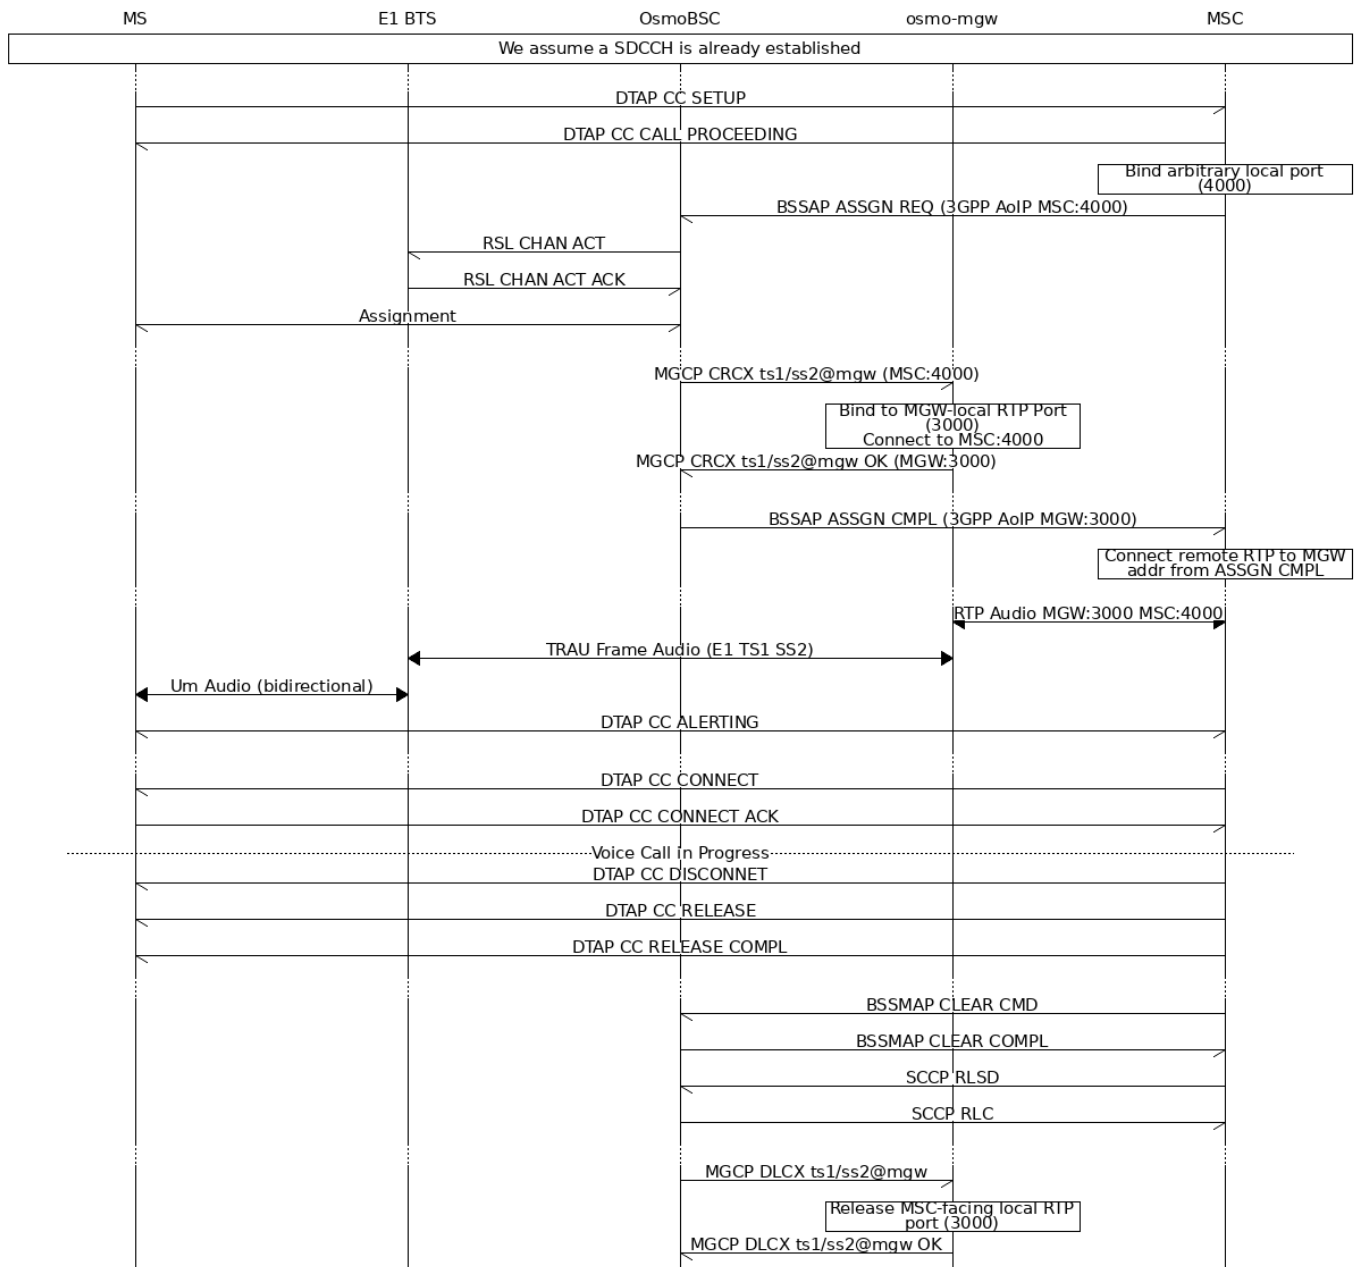 MS E1 BTS OsmoBSC osmo-mgw MSC
We assume a SDCCH is already established
DTAP CC SETUP
DTAP CC CALL PROCEEDING
Bind arbitrary local port
(4000)
BSSAP ASSGN REQ (3GPP AoIP MSC:4000)
RSL CHAN ACT
RSL CHAN ACT ACK
Assignment
MGCP CRCX ts1/ss2@mgw (MSC:4000)
Bind to MGW-local RTP Port
(3000)
Connect to MSC:4000
MGCP CRCX ts1/ss2@mgw OK (MGW:3000)
BSSAP ASSGN CMPL (3GPP AoIP MGW:3000)
Connect remote RTP to MGW
addr from ASSGN CMPL
RTP Audio MGW:3000 MSC:4000
TRAU Frame Audio (E1 TS1 SS2)
Um Audio (bidirectional)
DTAP CC ALERTING
DTAP CC CONNECT
DTAP CC CONNECT ACK
Voice Call in Progress
DTAP CC DISCONNET
DTAP CC RELEASE
DTAP CC RELEASE COMPL
BSSMAP CLEAR CMD
BSSMAP CLEAR COMPL
SCCP RLSD
SCCP RLC
MGCP DLCX ts1/ss2@mgw
Release MSC-facing local RTP
port (3000)
MGCP DLCX ts1/ss2@mgw OK